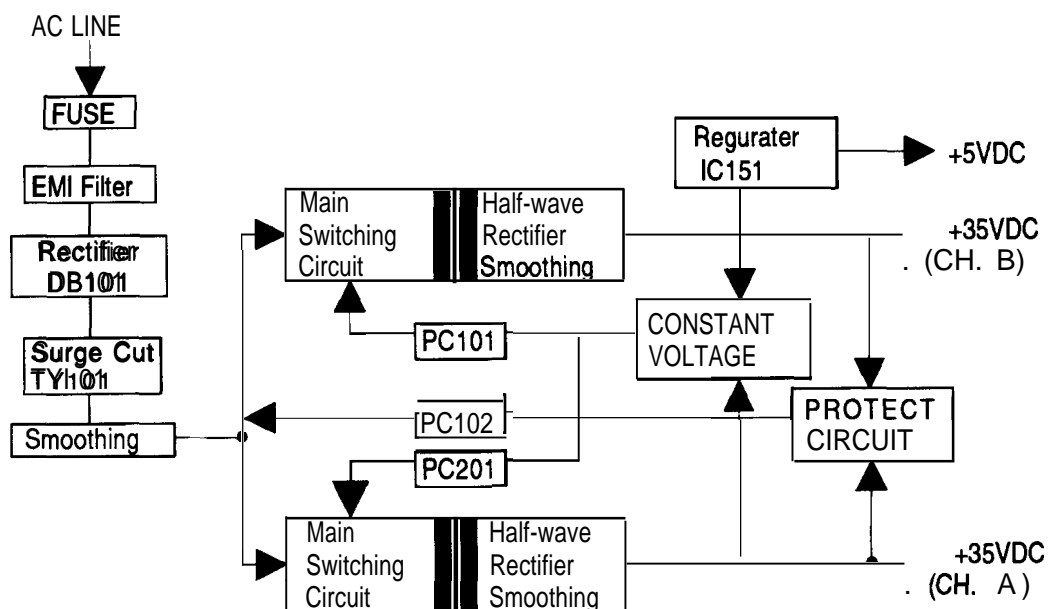 AC LINE
FUSE
EMI Filter
Rectifier
DB101
Surge Cut
TY101
Smoothing
Main
Switching
Circuit
Half-wave
Rectifier
Smoothing
PC101
PC102
PC201
Main
Switching
Circuit
Half-wave
Rectifier
Smoothing
Regurater
IC151
+5VDC
+35VDC
. (CH. B)
CONSTANT
VOLTAGE
PROTECT
CIRCUIT
+35VDC
. (CH. A)